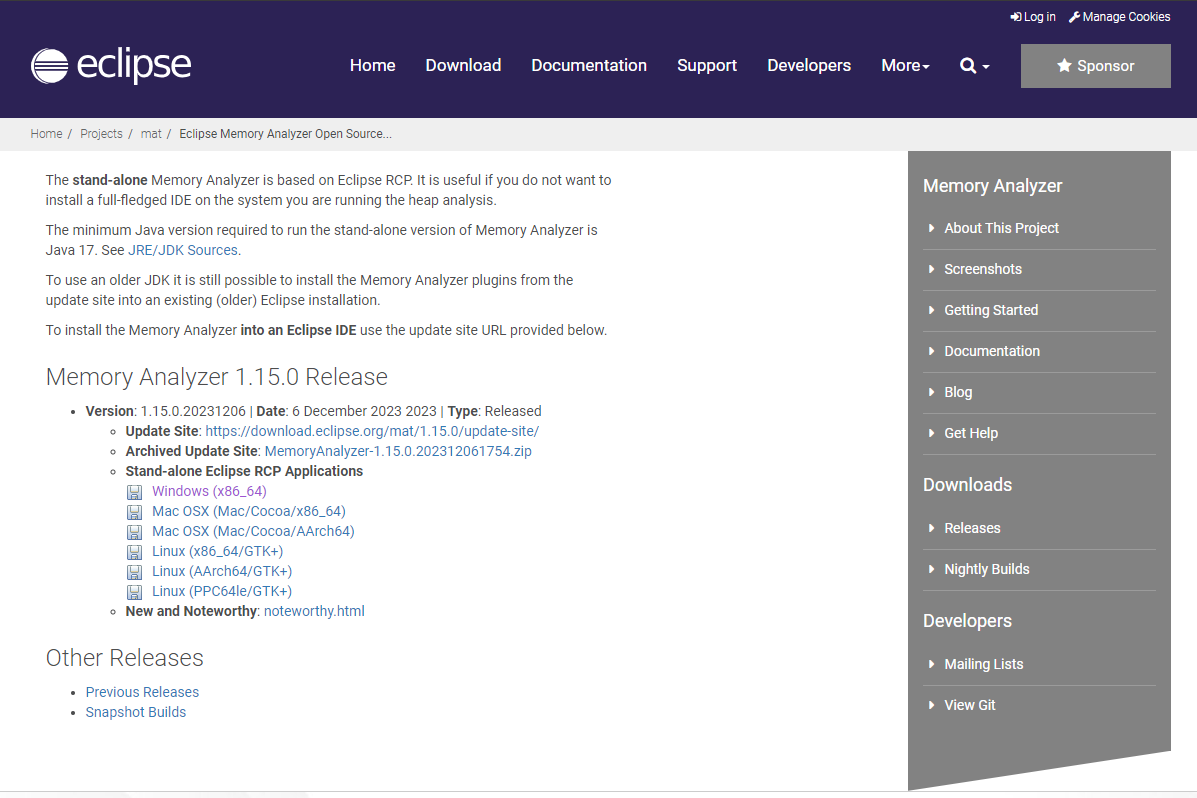 Log in Manage Cookies
eclipse
Home Download Documentation Support Developers More Sponsor
Home / Projects / mat / Eclipse Memory Analyzer Open Source...
The stand-alone Memory Analyzer is based on Eclipse RCP. It is useful if you do not want to
install a full-fledged IDE on the system you are running the heap analysis.
The minimum Java version required to run the stand-alone version of Memory Analyzer is
Java 17. See JRE/JDK Sources.
To use an older JDK it is still possible to install the Memory Analyzer plugins from the
update site into an existing (older) Eclipse installation.
To install the Memory Analyzer into an Eclipse IDE use the update site URL provided below.
Memory Analyzer 1.15.0 Release
Version: 1.15.0.20231206 | Date: 6 December 2023 2023 | Type: Released
Update Site: https://download.eclipse.org/mat/1.15.0/update-site/
Archived Update Site: MemoryAnalyzer-1.15.0.202312061754.zip
Stand-alone Eclipse RCP Applications
Windows (x86_64)
Mac OSX (Mac/Cocoa/x86_64)
Mac OSX (Mac/Cocoa/AArch64)
Linux (x86_64/GTK+)
Linux (AArch64/GTK+)
Linux (PPC64le/GTK+)
New and Noteworthy: noteworthy.html
Other Releases
Previous Releases
Snapshot Builds
Memory Analyzer
About This Project
Screenshots
Getting Started
Documentation
Blog
Get Help
Downloads
Releases
Nightly Builds
Developers
Mailing Lists
View Git